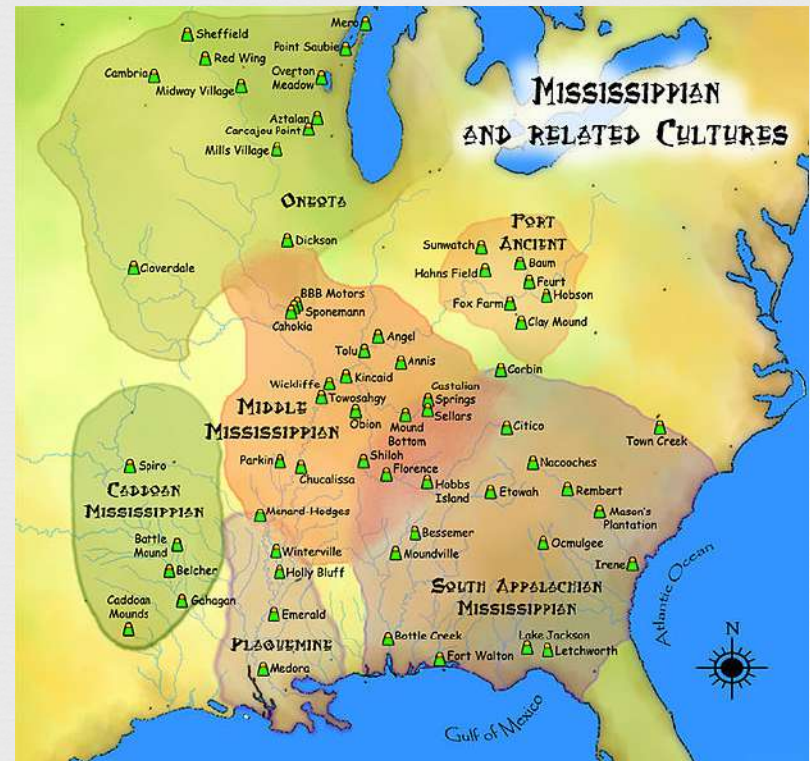 Mississippian
and related Cultures
Mero
Sheffield
Point Saubie
Red Wing
Overton
Meadow
Cambria
Midway Village
Aztalan
Carcajou Point
Mills Village
Oneota
Dickson
Cloverdale
Fort
Ancient
Sunwatch
Baum
Hahns Field
Feurt
Hobson
Fox Farm
Clay Mound
BBB Motors
Sponemann
Cahokia
Angel
Tolu
Annis
Corbin
Kincaid
Wickliffe
Towosahgy
Castalian
Springs
Sellars
Obion
Mound
Bottom
Middle
Mississippian
Citico
Town Creek
Parkin
Chucalissa
Shiloh
Florence
Hobbs
Island
Nacooches
Etowah
Rembert
Mason's
Plantation
Spiro
Caddoan
Mississippian
Menard-Hodges
Bessemer
Moundville
Ocmulgee
Irene
Battle
Mound
Winterville
Belcher
Holly Bluff
South Appalachian
Mississippian
Gahagan
Caddoan
Mounds
Emerald
Plaquemine
Medora
Bottle Creek
Fort Walton
Lake Jackson
Letchworth
Atlantic Ocean
N
Gulf of Mexico